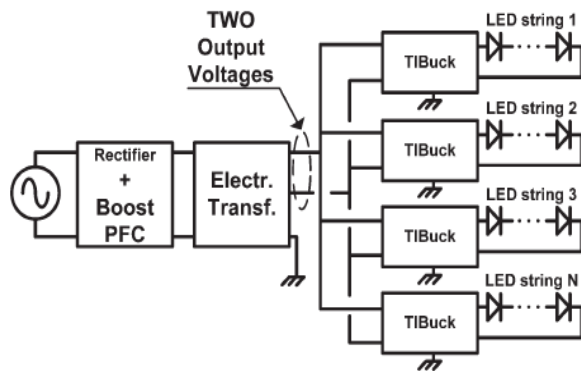 TWO
Output
Voltages
Rectifier
+
Boost
PFC
Electr.
Transf.
TIBuck
LED string 1
TIBuck
LED string 2
TIBuck
LED string 3
TIBuck
LED string N